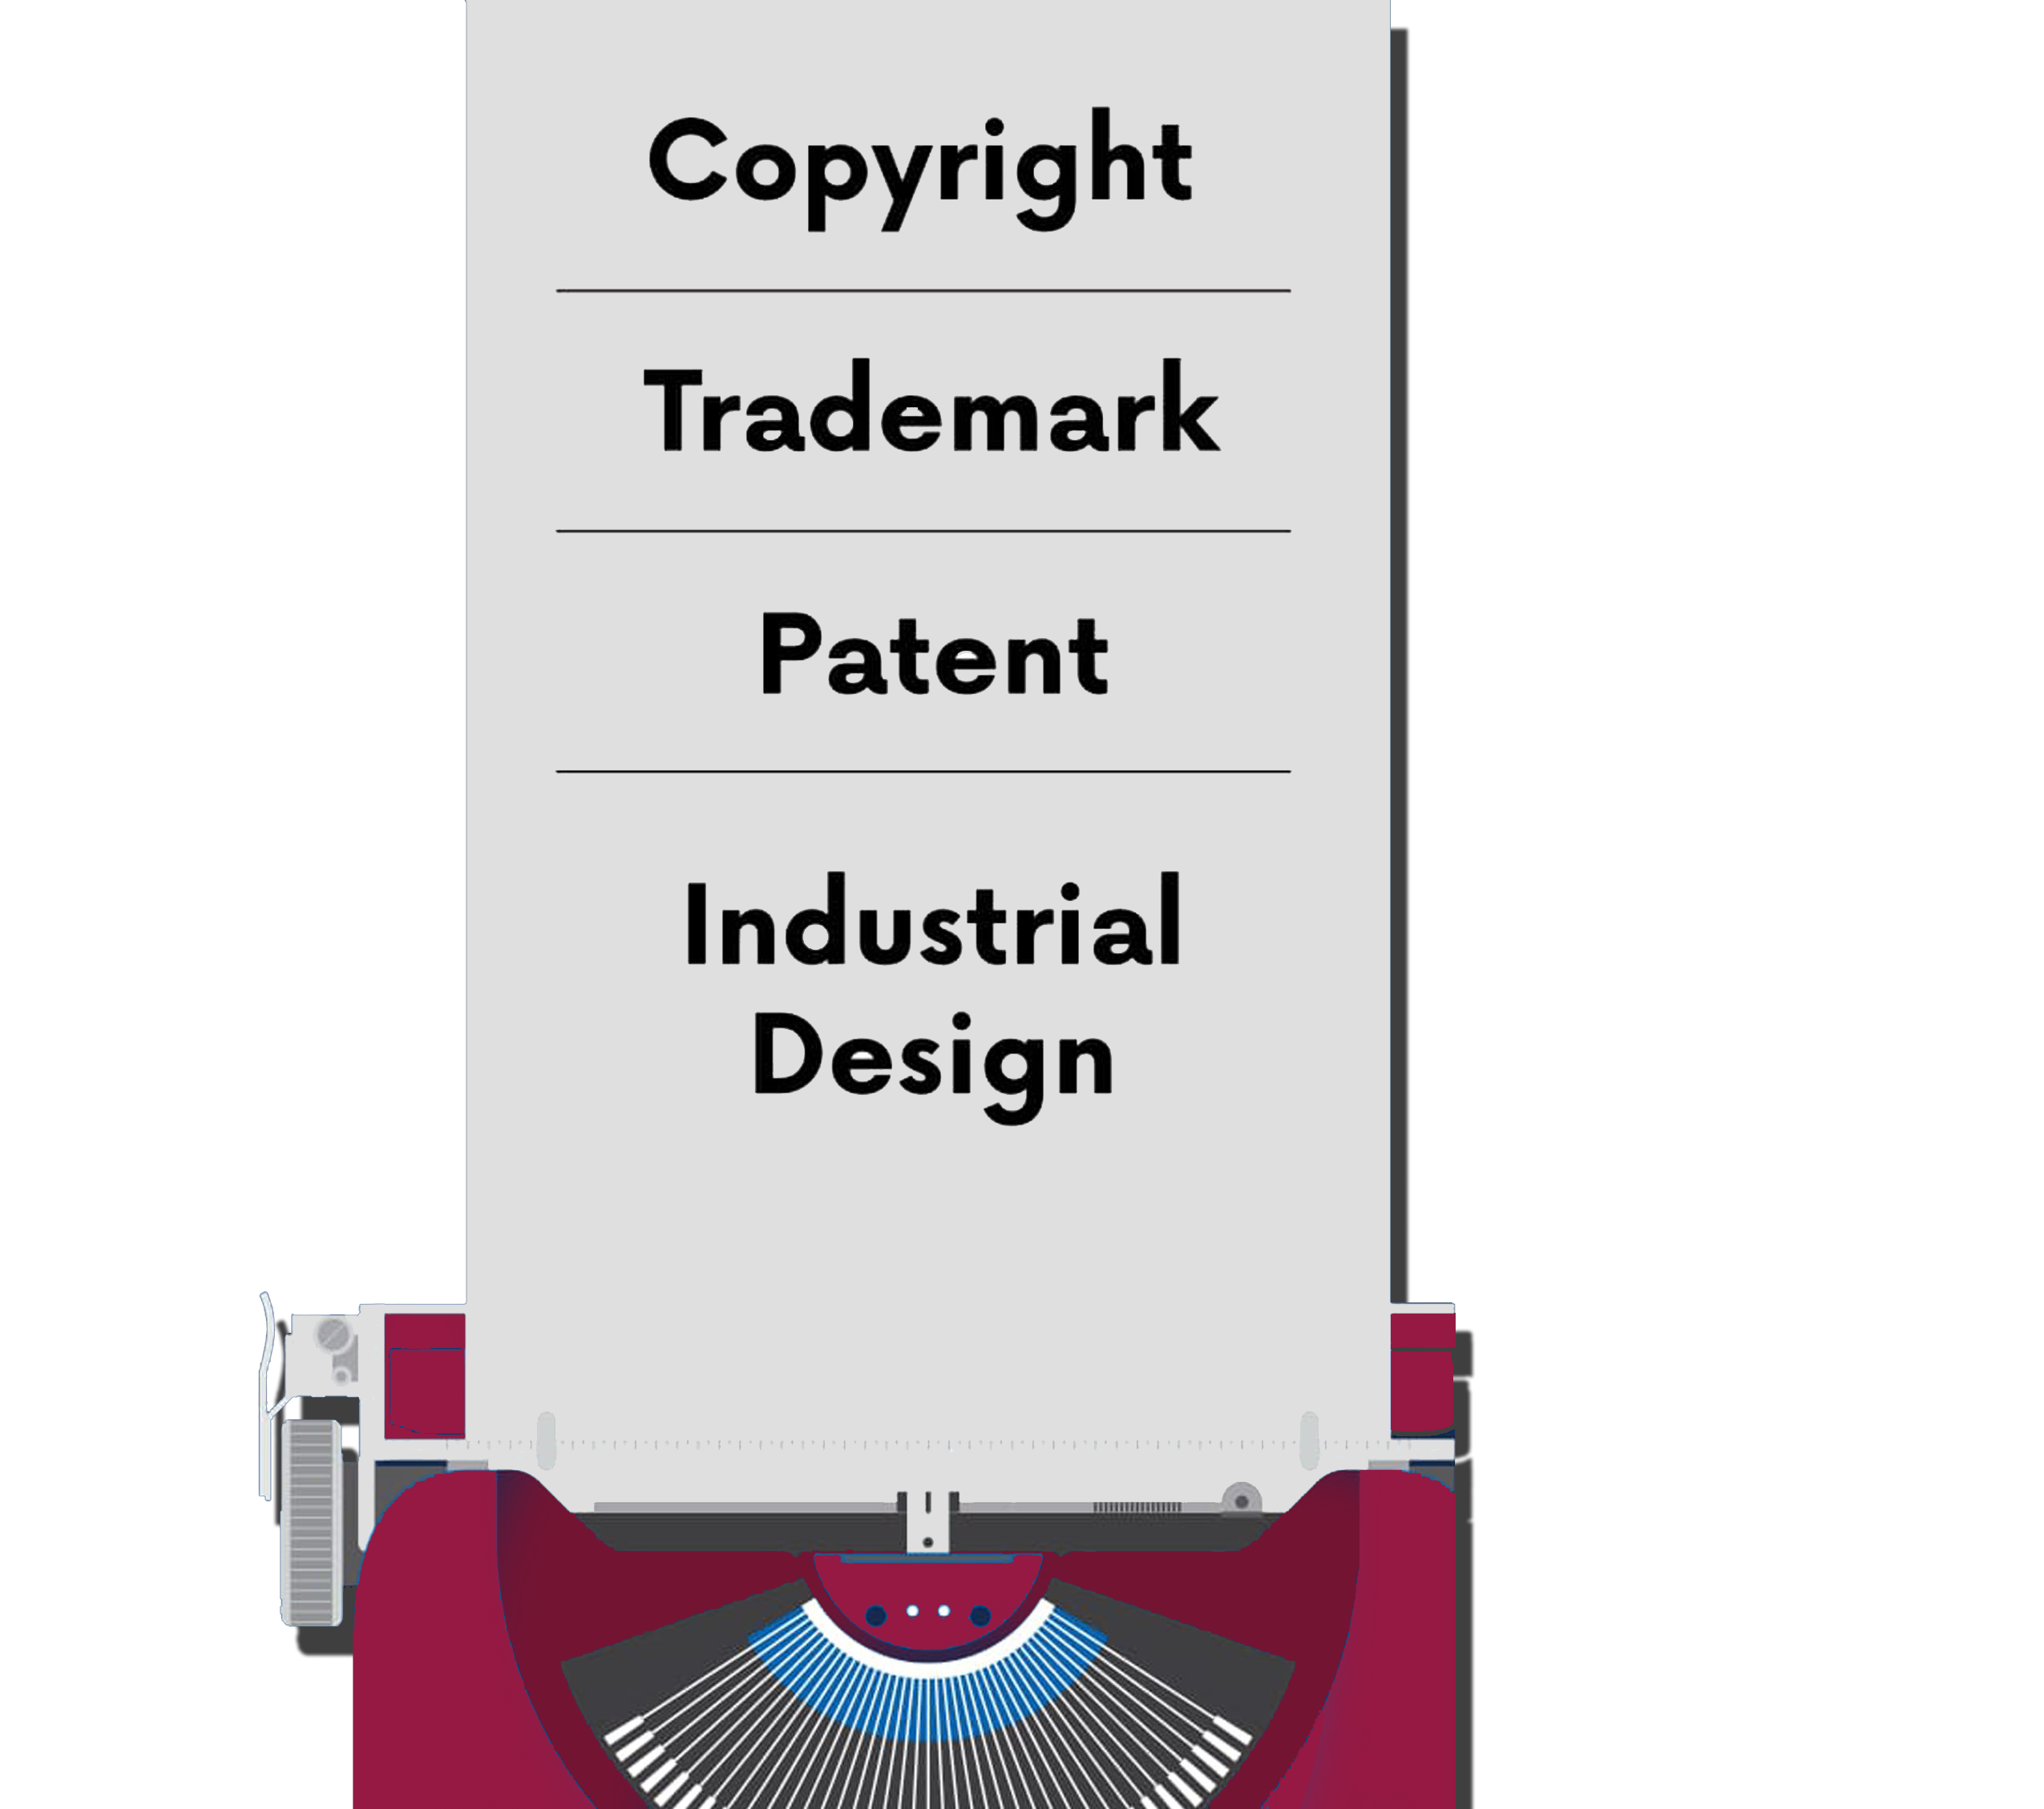 Copyright
Trademark
Patent
Industrial
Design